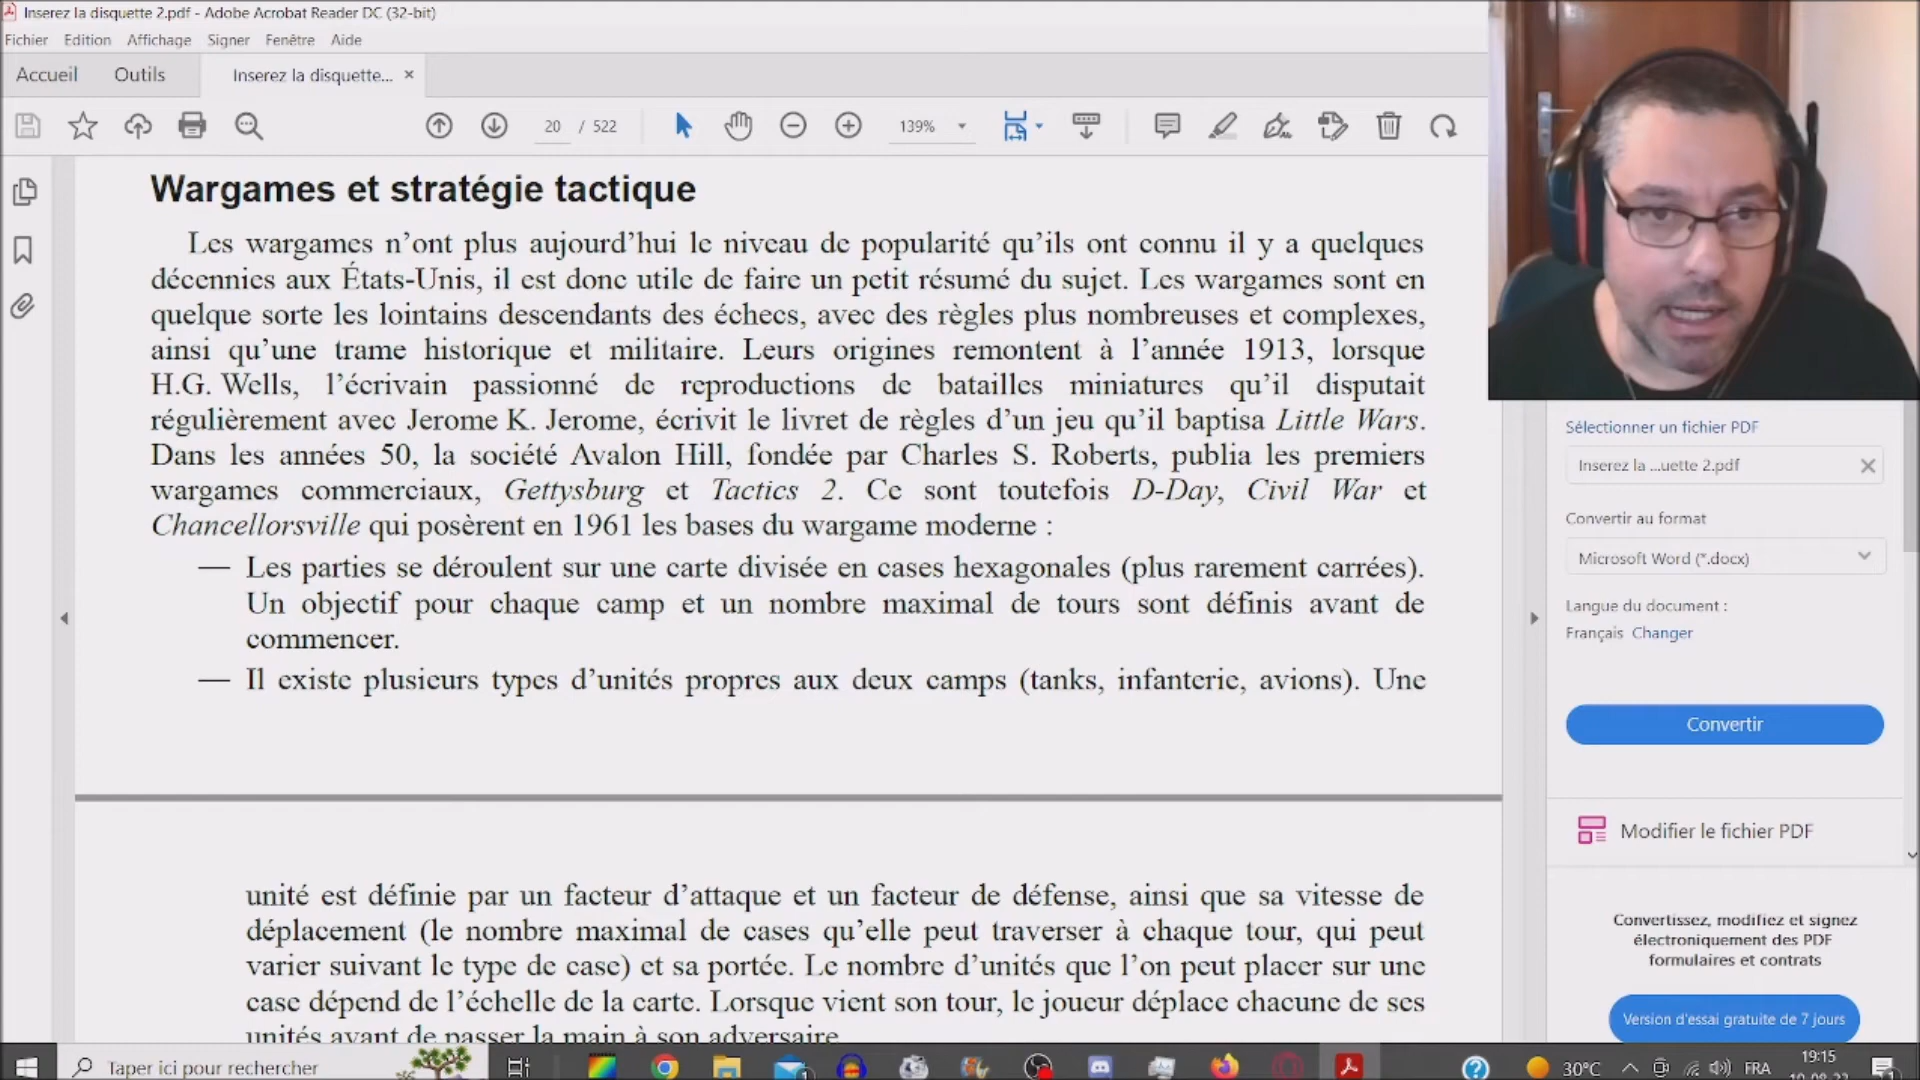 Inserez la disquette 2.pdf - Adobe Acrobat Reader DC (32-bit)
Fichier Edition Affichage Signer Fenêtre Aide
Accueil Outils Inserez la disquette... ×
20 / 522 139%
Wargames et stratégie tactique
Les wargames n’ont plus aujourd’hui le niveau de popularité qu’ils ont connu il y a quelques
décennies aux États-Unis, il est donc utile de faire un petit résumé du sujet. Les wargames sont en
quelque sorte les lointains descendants des échecs, avec des règles plus nombreuses et complexes,
ainsi qu’une trame historique et militaire. Leurs origines remontent à l’année 1913, lorsque
H.G. Wells, l’écrivain passionné de reproductions de batailles miniatures qu’il disputait
régulièrement avec Jerome K. Jerome, écrivit le livret de règles d’un jeu qu’il baptisa Little Wars.
Dans les années 50, la société Avalon Hill, fondée par Charles S. Roberts, publia les premiers
wargames commerciaux, Gettysburg et Tactics 2. Ce sont toutefois D-Day, Civil War et
Chancellorsville qui posèrent en 1961 les bases du wargame moderne :
— Les parties se déroulent sur une carte divisée en cases hexagonales (plus rarement carrées).
Un objectif pour chaque camp et un nombre maximal de tours sont définis avant de
commencer.
— Il existe plusieurs types d’unités propres aux deux camps (tanks, infanterie, avions). Une
unité est définie par un facteur d’attaque et un facteur de défense, ainsi que sa vitesse de
déplacement (le nombre maximal de cases qu’elle peut traverser à chaque tour, qui peut
varier suivant le type de case) et sa portée. Le nombre d’unités que l’on peut placer sur une
case dépend de l’échelle de la carte. Lorsque vient son tour, le joueur déplace chacune de ses
unités avant de passer la main à son adversaire.
Sélectionner un fichier PDF
Inserez la ...uette 2.pdf
Convertir au format
Microsoft Word (*.docx)
Langue du document :
Français Changer
Convertir
Modifier le fichier PDF
Convertissez, modifiez et signez
électroniquement des PDF
formulaires et contrats
Version d'essai gratuite de 7 jours
Taper ici pour rechercher
30°C FRA
19:15